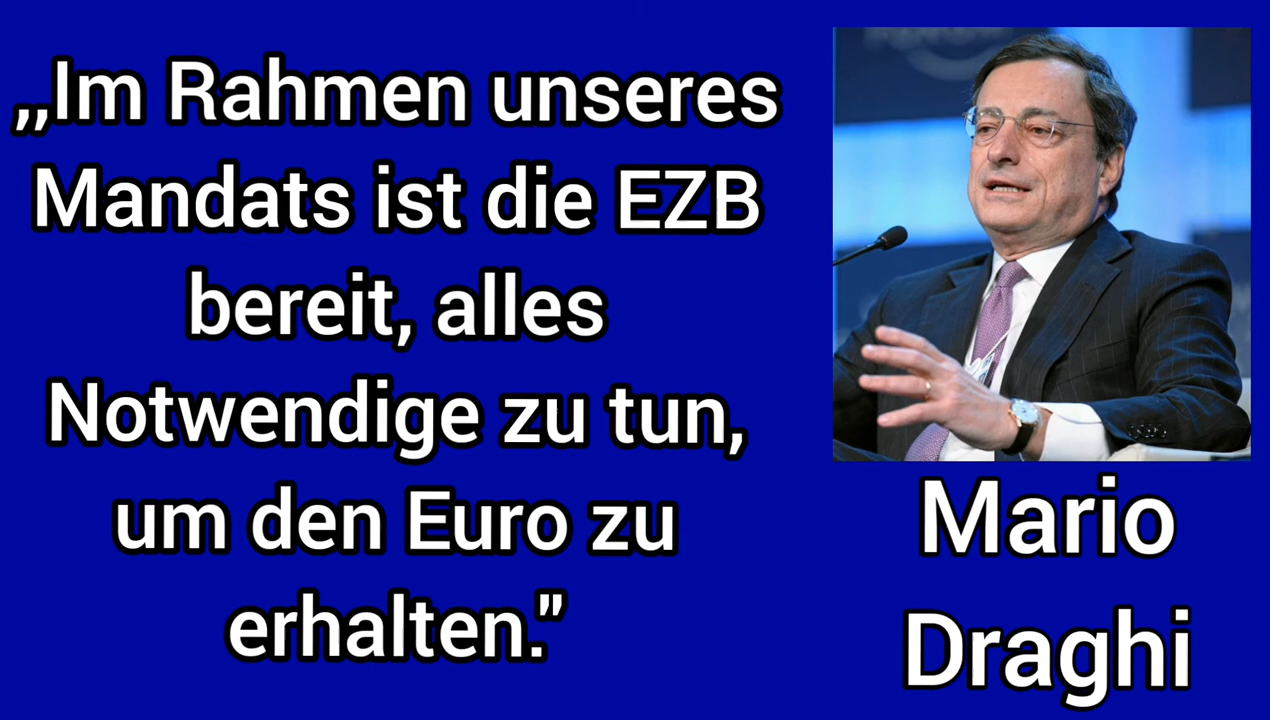 ,,Im Rahmen unseres
Mandats ist die EZB
bereit, alles
Notwendige zu tun,
um den Euro zu
erhalten."
Mario
Draghi